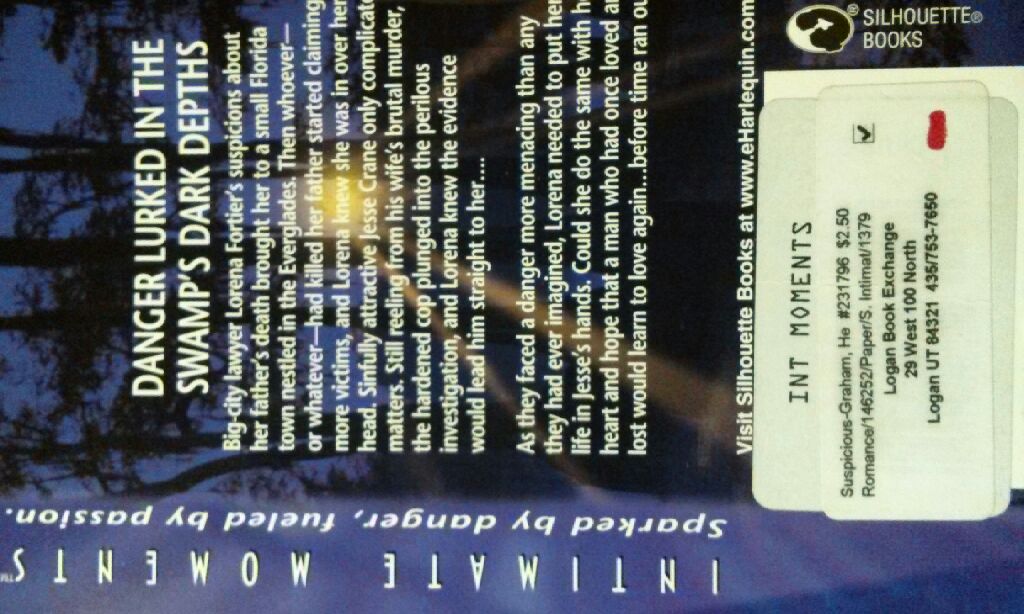 DANGER LURKED IN THE
SWAMP'S DARK DEPTHS
Big-city lawyer Lorena Fortier's suspicions about
her father's death brought her to a small Florida
town nestled in the Everglades. Then whoever—
or whatever—had killed her father started claiming
more victims, and Lorena knew she was in over her
head. Sinfully attractive Jesse Crane only complicate
matters. Still reeling from his wife's brutal murder,
the hardened cop plunged into the perilous
investigation, and Lorena knew the evidence
would lead him straight to her....
As they faced a danger more menacing than any
they had ever imagined, Lorena needed to put her
life in Jesse's hands. Could she do the same with h
heart and hope that a man who had once loved a
lost would learn to love again...before time ran ou
Visit Silhouette Books at www.eHarlequin.com
SILHOUETTE®
BOOKS
INT MOMENTS
Suspicious-Graham, He #231796 $2.50
Romance/146252/Paper/S. Intimat/1379
Logan Book Exchange
29 West 100 North
Logan UT 84321 435/753-7650
Sparked by danger, fueled by passion.
INTIMATE MOMENTS™